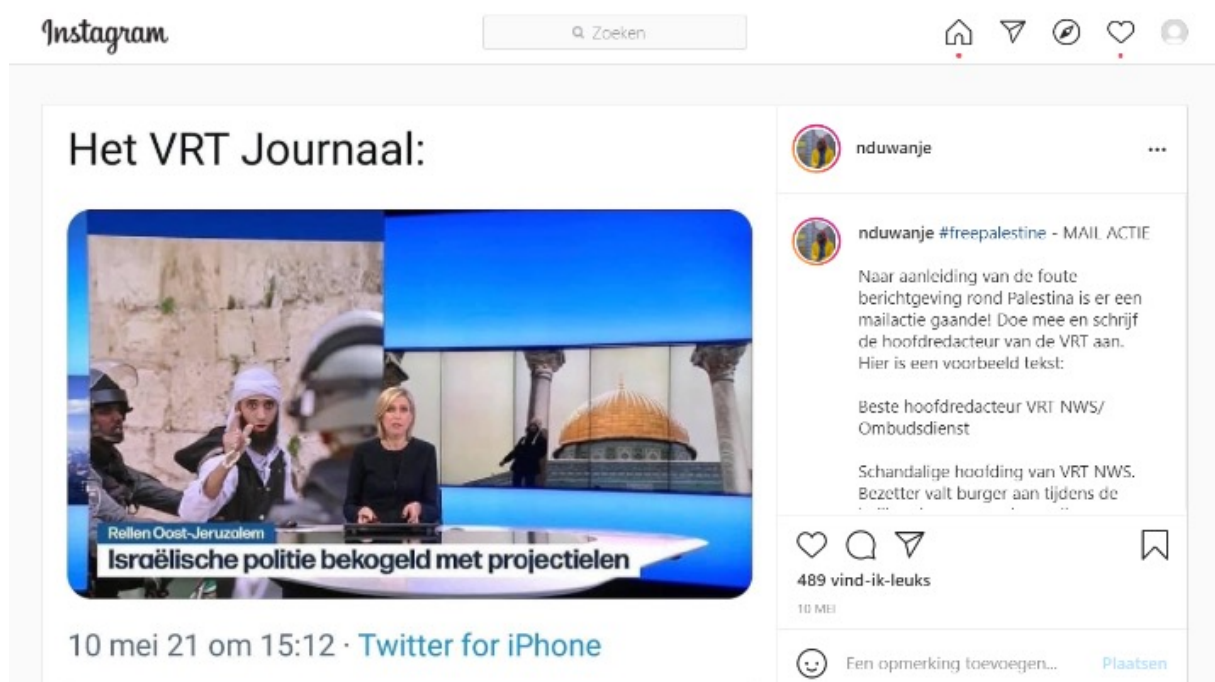 Instagram
Zoeken
Het VRT Journaal:
Rellen Oost-Jeruzalem
Israëlische politie bekogeld met projectielen
10 mei 21 om 15:12 · Twitter for iPhone
nduwanje
nduwanje #freepalestine - MAIL ACTIE
Naar aanleiding van de foute
berichtgeving rond Palestina is er een
mailactie gaande! Doe mee en schrijf
de hoofdredacteur van de VRT aan.
Hier is een voorbeeld tekst:
Beste hoofdredacteur VRT NWS/
Ombudsdienst
Schandalige hoofding van VRT NWS.
Bezetter valt burger aan tijdens de
489 vind-ik-leuks
10 MEI
Een opmerking toevoegen...
Plaatsen